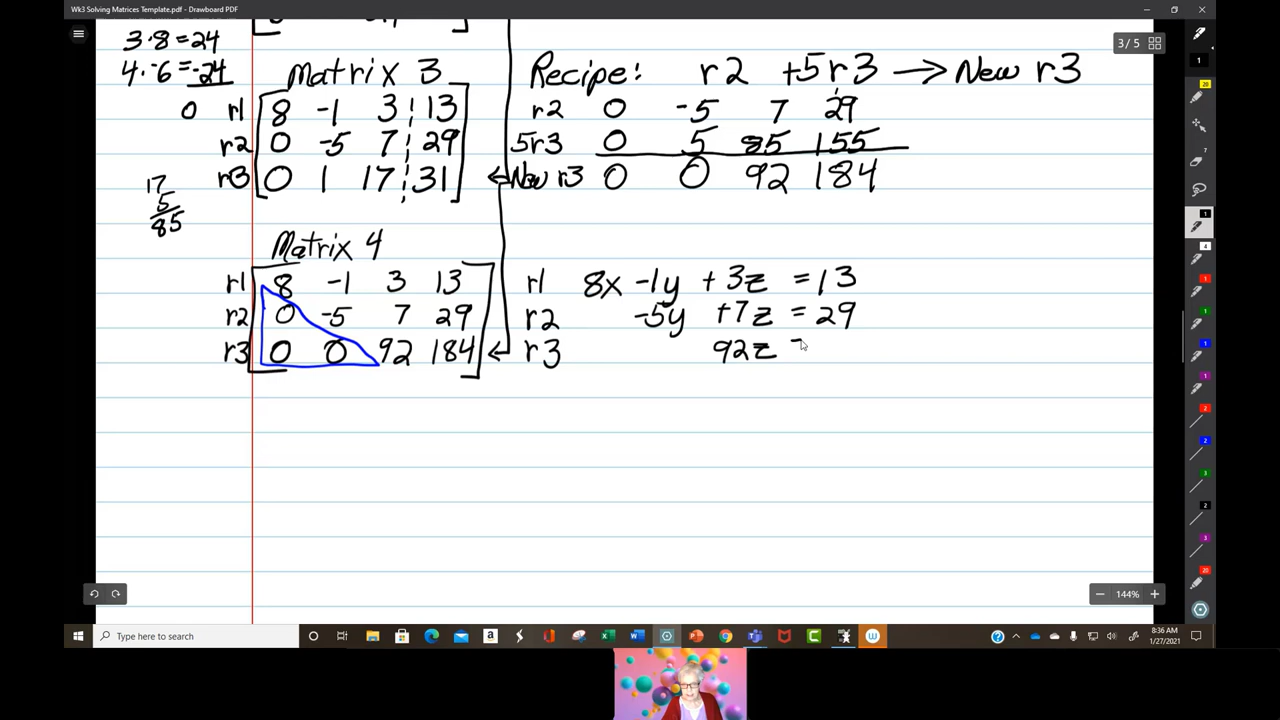 Wk3 Solving Matrices Template.pdf - Drawboard PDF
3/5
3·8=24
4·-6=-24
0
Matrix 3
r1 8 -1 3 13
r2 0 -5 7 29
r3 0 1 17 31
17
5
85
Recipe: r2 +5r3 → New r3
r2 0 -5 7 29
5r3 0 5 85 155
New r3 0 0 92 184
Matrix 4
r1 8 -1 3 13
r2 0 -5 7 29
r3 0 0 92 184
r1 8x -1y +3z =13
r2 -5y +7z =29
r3 92z =
144%
Type here to search
8:36 AM
1/27/2021